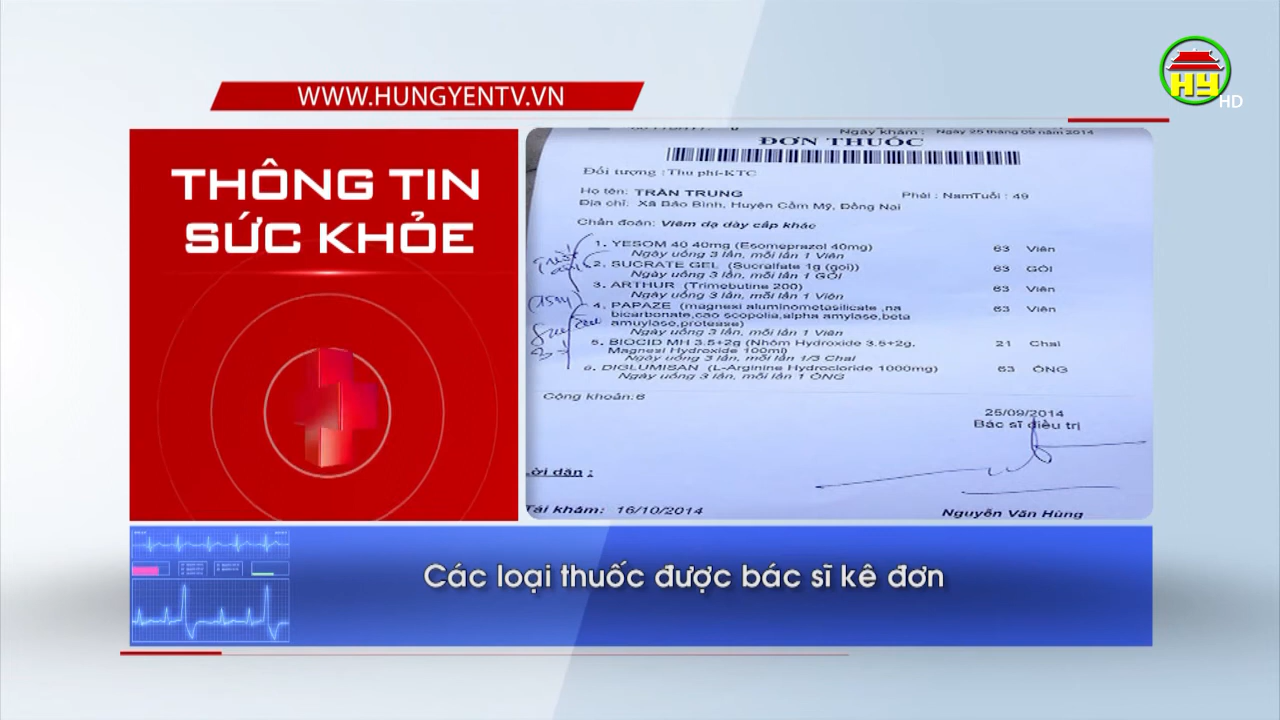 WWW.HUNGYENTV.VN
HY
HD
THÔNG TIN
SỨC KHỎE
Ngày khám: Ngày 25 tháng 09 năm 2014
ĐƠN THUỐC
Đối tượng : Thu phí-KTC
Họ tên: TRẦN TRUNG Phái : Nam Tuổi : 49
Địa chỉ: Xã Bảo Bình, Huyện Cẩm Mỹ, Đồng Nai
Chẩn đoán: Viêm dạ dày cấp khác
1. YESOM 40 40mg (Esomeprazol 40mg) 63 Viên
Ngày uống 3 lần, mỗi lần 1 Viên
2. SUCRATE GEL (Sucralfate 1g (gói)) 63 GÓI
Ngày uống 3 lần, mỗi lần 1 GÓI
3. ARTHUR (Trimebutine 200) 63 Viên
Ngày uống 3 lần, mỗi lần 1 Viên
4. PAPAZE (magnexi aluminometasilicate ,na 63 Viên
bicarbonate,cao scopolia,alpha amylase,beta
amuylase,protease)
Ngày uống 3 lần, mỗi lần 1 Viên
5. BIOCID MH 3.5+2g (Nhôm Hydroxide 3.5+2g, 21 Chai
Magnesi Hydroxide 100ml)
Ngày uống 3 lần, mỗi lần 1/3 Chai
6. DIGLUMISAN (L-Arginine Hydrocloride 1000mg) 63 ỐNG
Ngày uống 3 lần, mỗi lần 1 ỐNG
Cộng khoản:6
25/09/2014
Bác sĩ điều trị
Lời dặn :
Tái khám: 16/10/2014
Nguyễn Văn Hùng
Các loại thuốc được bác sĩ kê đơn